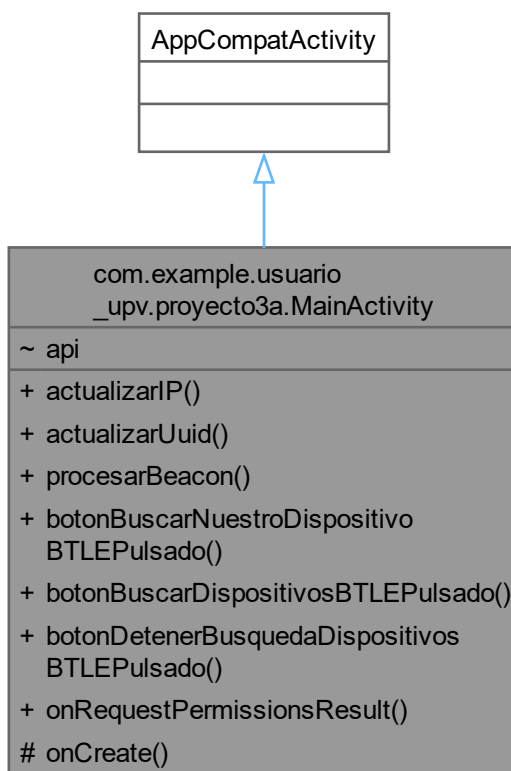 AppCompatActivity
com.example.usuario
_upv.proyecto3a.MainActivity
~ api
+ actualizarIP()
+ actualizarUuid()
+ procesarBeacon()
+ botonBuscarNuestroDispositivo
BTLEPulsado()
+ botonBuscarDispositivosBTLEPulsado()
+ botonDetenerBusquedaDispositivos
BTLEPulsado()
+ onRequestPermissionsResult()
# onCreate()